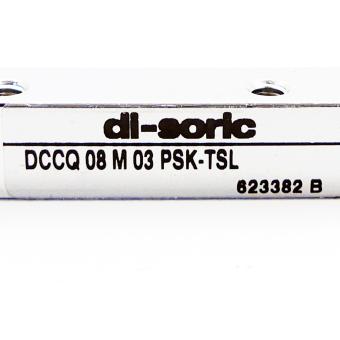 di-soric
DCCQ 08 M 03 PSK-TSL
623382 B